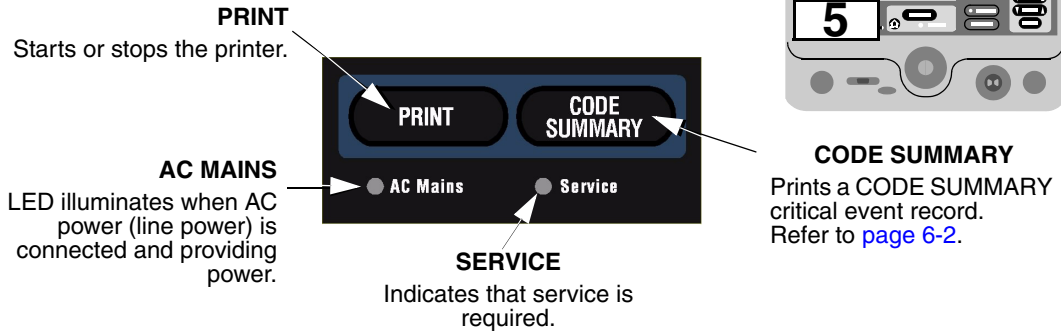 PRINT
Starts or stops the printer.
AC MAINS
LED illuminates when AC
power (line power) is
connected and providing
power.
PRINT
CODE
SUMMARY
AC Mains
Service
SERVICE
Indicates that service is
required.
5
CODE SUMMARY
Prints a CODE SUMMARY
critical event record.
Refer to page 6-2.